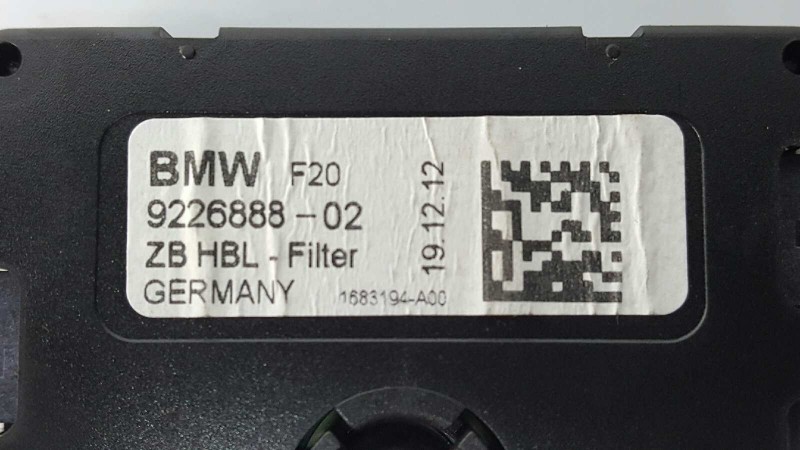 BMW F20
9226888-02
ZB HBL - Filter
GERMANY 1683194-A00
19.12.12